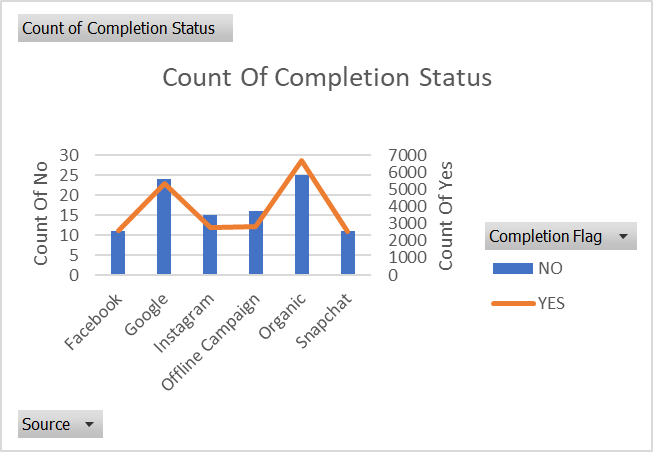 Count of Completion Status
Count Of Completion Status
Count Of No
30
25
20
15
10
5
0
7000
6000
5000
4000
3000
2000
1000
0
Count Of Yes
Facebook
Google
Instagram
Offline Campaign
Organic
Snapchat
Completion Flag
NO
YES
Source